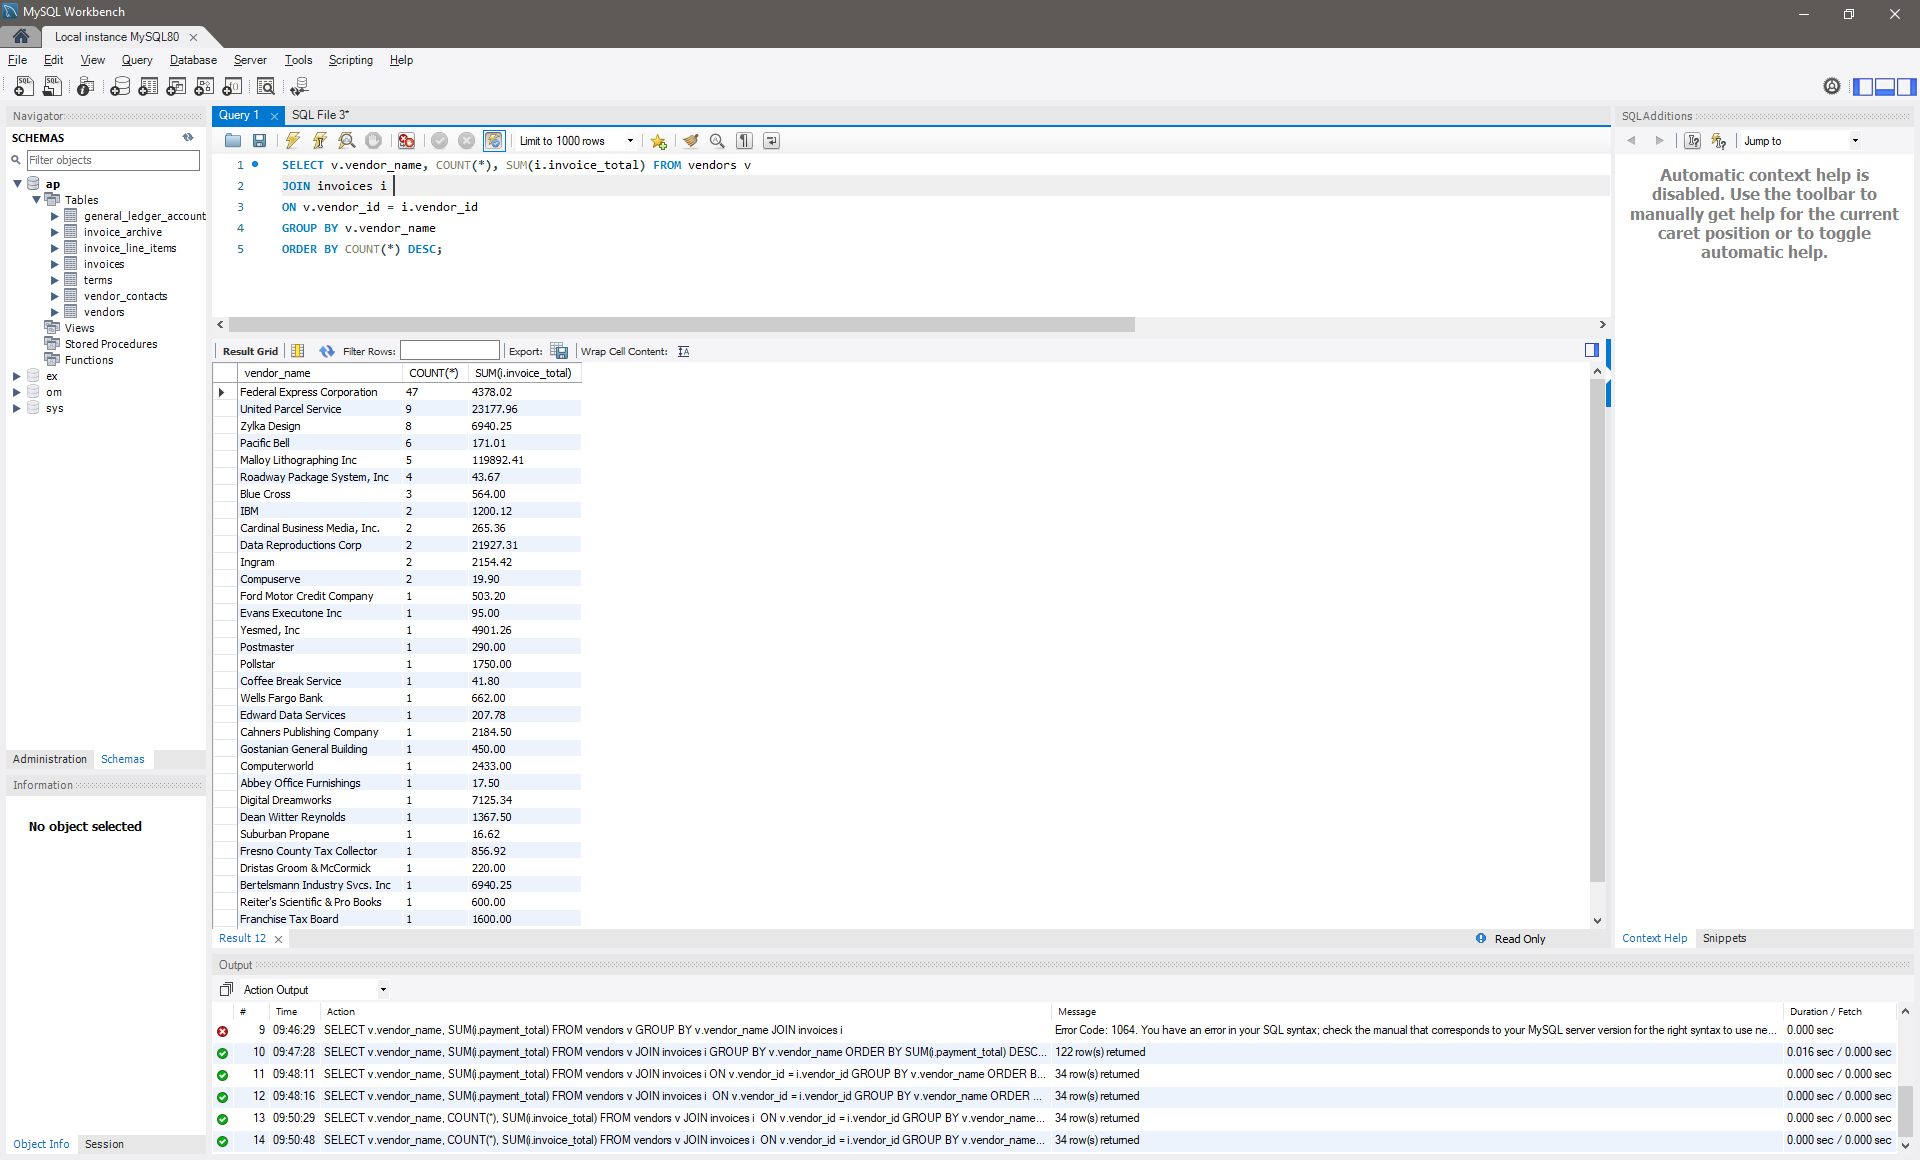 MySQL Workbench
Local instance MySQL80
File Edit View Query Database Server Tools Scripting Help
Navigator
SCHEMAS
Filter objects
ap
Tables
general_ledger_account
invoice_archive
invoice_line_items
invoices
terms
vendor_contacts
vendors
Views
Stored Procedures
Functions
ex
om
sys
Administration Schemas
Information
No object selected
Object Info Session
Query 1 SQL File 3*
Limit to 1000 rows
1 SELECT v.vendor_name, COUNT(*), SUM(i.invoice_total) FROM vendors v
2 JOIN invoices i
3 ON v.vendor_id = i.vendor_id
4 GROUP BY v.vendor_name
5 ORDER BY COUNT(*) DESC;
Result Grid Filter Rows: Export: Wrap Cell Content:
vendor_name COUNT(*) SUM(i.invoice_total)
Federal Express Corporation 47 4378.02
United Parcel Service 9 23177.96
Zylka Design 8 6940.25
Pacific Bell 6 171.01
Malloy Lithographing Inc 5 119892.41
Roadway Package System, Inc 4 43.67
Blue Cross 3 564.00
IBM 2 1200.12
Cardinal Business Media, Inc. 2 265.36
Data Reproductions Corp 2 21927.31
Ingram 2 2154.42
Compuserve 2 19.90
Ford Motor Credit Company 1 503.20
Evans Executone Inc 1 95.00
Yesmed, Inc 1 4901.26
Postmaster 1 290.00
Pollstar 1 1750.00
Coffee Break Service 1 41.80
Wells Fargo Bank 1 662.00
Edward Data Services 1 207.78
Cahners Publishing Company 1 2184.50
Gostanian General Building 1 450.00
Computerworld 1 2433.00
Abbey Office Furnishings 1 17.50
Digital Dreamworks 1 7125.34
Dean Witter Reynolds 1 1367.50
Suburban Propane 1 16.62
Fresno County Tax Collector 1 856.92
Dristas Groom & McCormick 1 220.00
Bertelsmann Industry Svcs. Inc 1 6940.25
Reiter's Scientific & Pro Books 1 600.00
Franchise Tax Board 1 1600.00
Result 12
Read Only
SQLAdditions
Jump to
Automatic context help is
disabled. Use the toolbar to
manually get help for the current
caret position or to toggle
automatic help.
Context Help Snippets
Output
Action Output
# Time Action Message Duration / Fetch
9 09:46:29 SELECT v.vendor_name, SUM(i.payment_total) FROM vendors v GROUP BY v.vendor_name JOIN invoices i Error Code: 1064. You have an error in your SQL syntax; check the manual that corresponds to your MySQL server version for the right syntax to use ne... 0.000 sec
10 09:47:28 SELECT v.vendor_name, SUM(i.payment_total) FROM vendors v JOIN invoices i GROUP BY v.vendor_name ORDER BY SUM(i.payment_total) DESC... 122 row(s) returned 0.016 sec / 0.000 sec
11 09:48:11 SELECT v.vendor_name, SUM(i.payment_total) FROM vendors v JOIN invoices i ON v.vendor_id = i.vendor_id GROUP BY v.vendor_name ORDER B... 34 row(s) returned 0.000 sec / 0.000 sec
12 09:48:16 SELECT v.vendor_name, SUM(i.payment_total) FROM vendors v JOIN invoices i ON v.vendor_id = i.vendor_id GROUP BY v.vendor_name ORDER ... 34 row(s) returned 0.000 sec / 0.000 sec
13 09:50:29 SELECT v.vendor_name, COUNT(*), SUM(i.invoice_total) FROM vendors v JOIN invoices i ON v.vendor_id = i.vendor_id GROUP BY v.vendor_name... 34 row(s) returned 0.000 sec / 0.000 sec
14 09:50:48 SELECT v.vendor_name, COUNT(*), SUM(i.invoice_total) FROM vendors v JOIN invoices i ON v.vendor_id = i.vendor_id GROUP BY v.vendor_name... 34 row(s) returned 0.000 sec / 0.000 sec